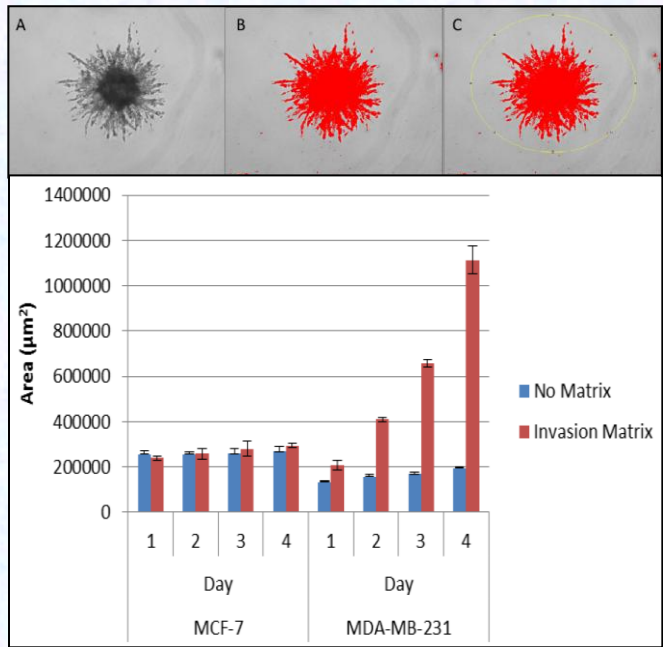 A B C
1400000
1200000
1000000
800000
600000
400000
200000
0
Area (µm²)
1 2 3 4 1 2 3 4
Day Day
MCF-7 MDA-MB-231
No Matrix
Invasion Matrix